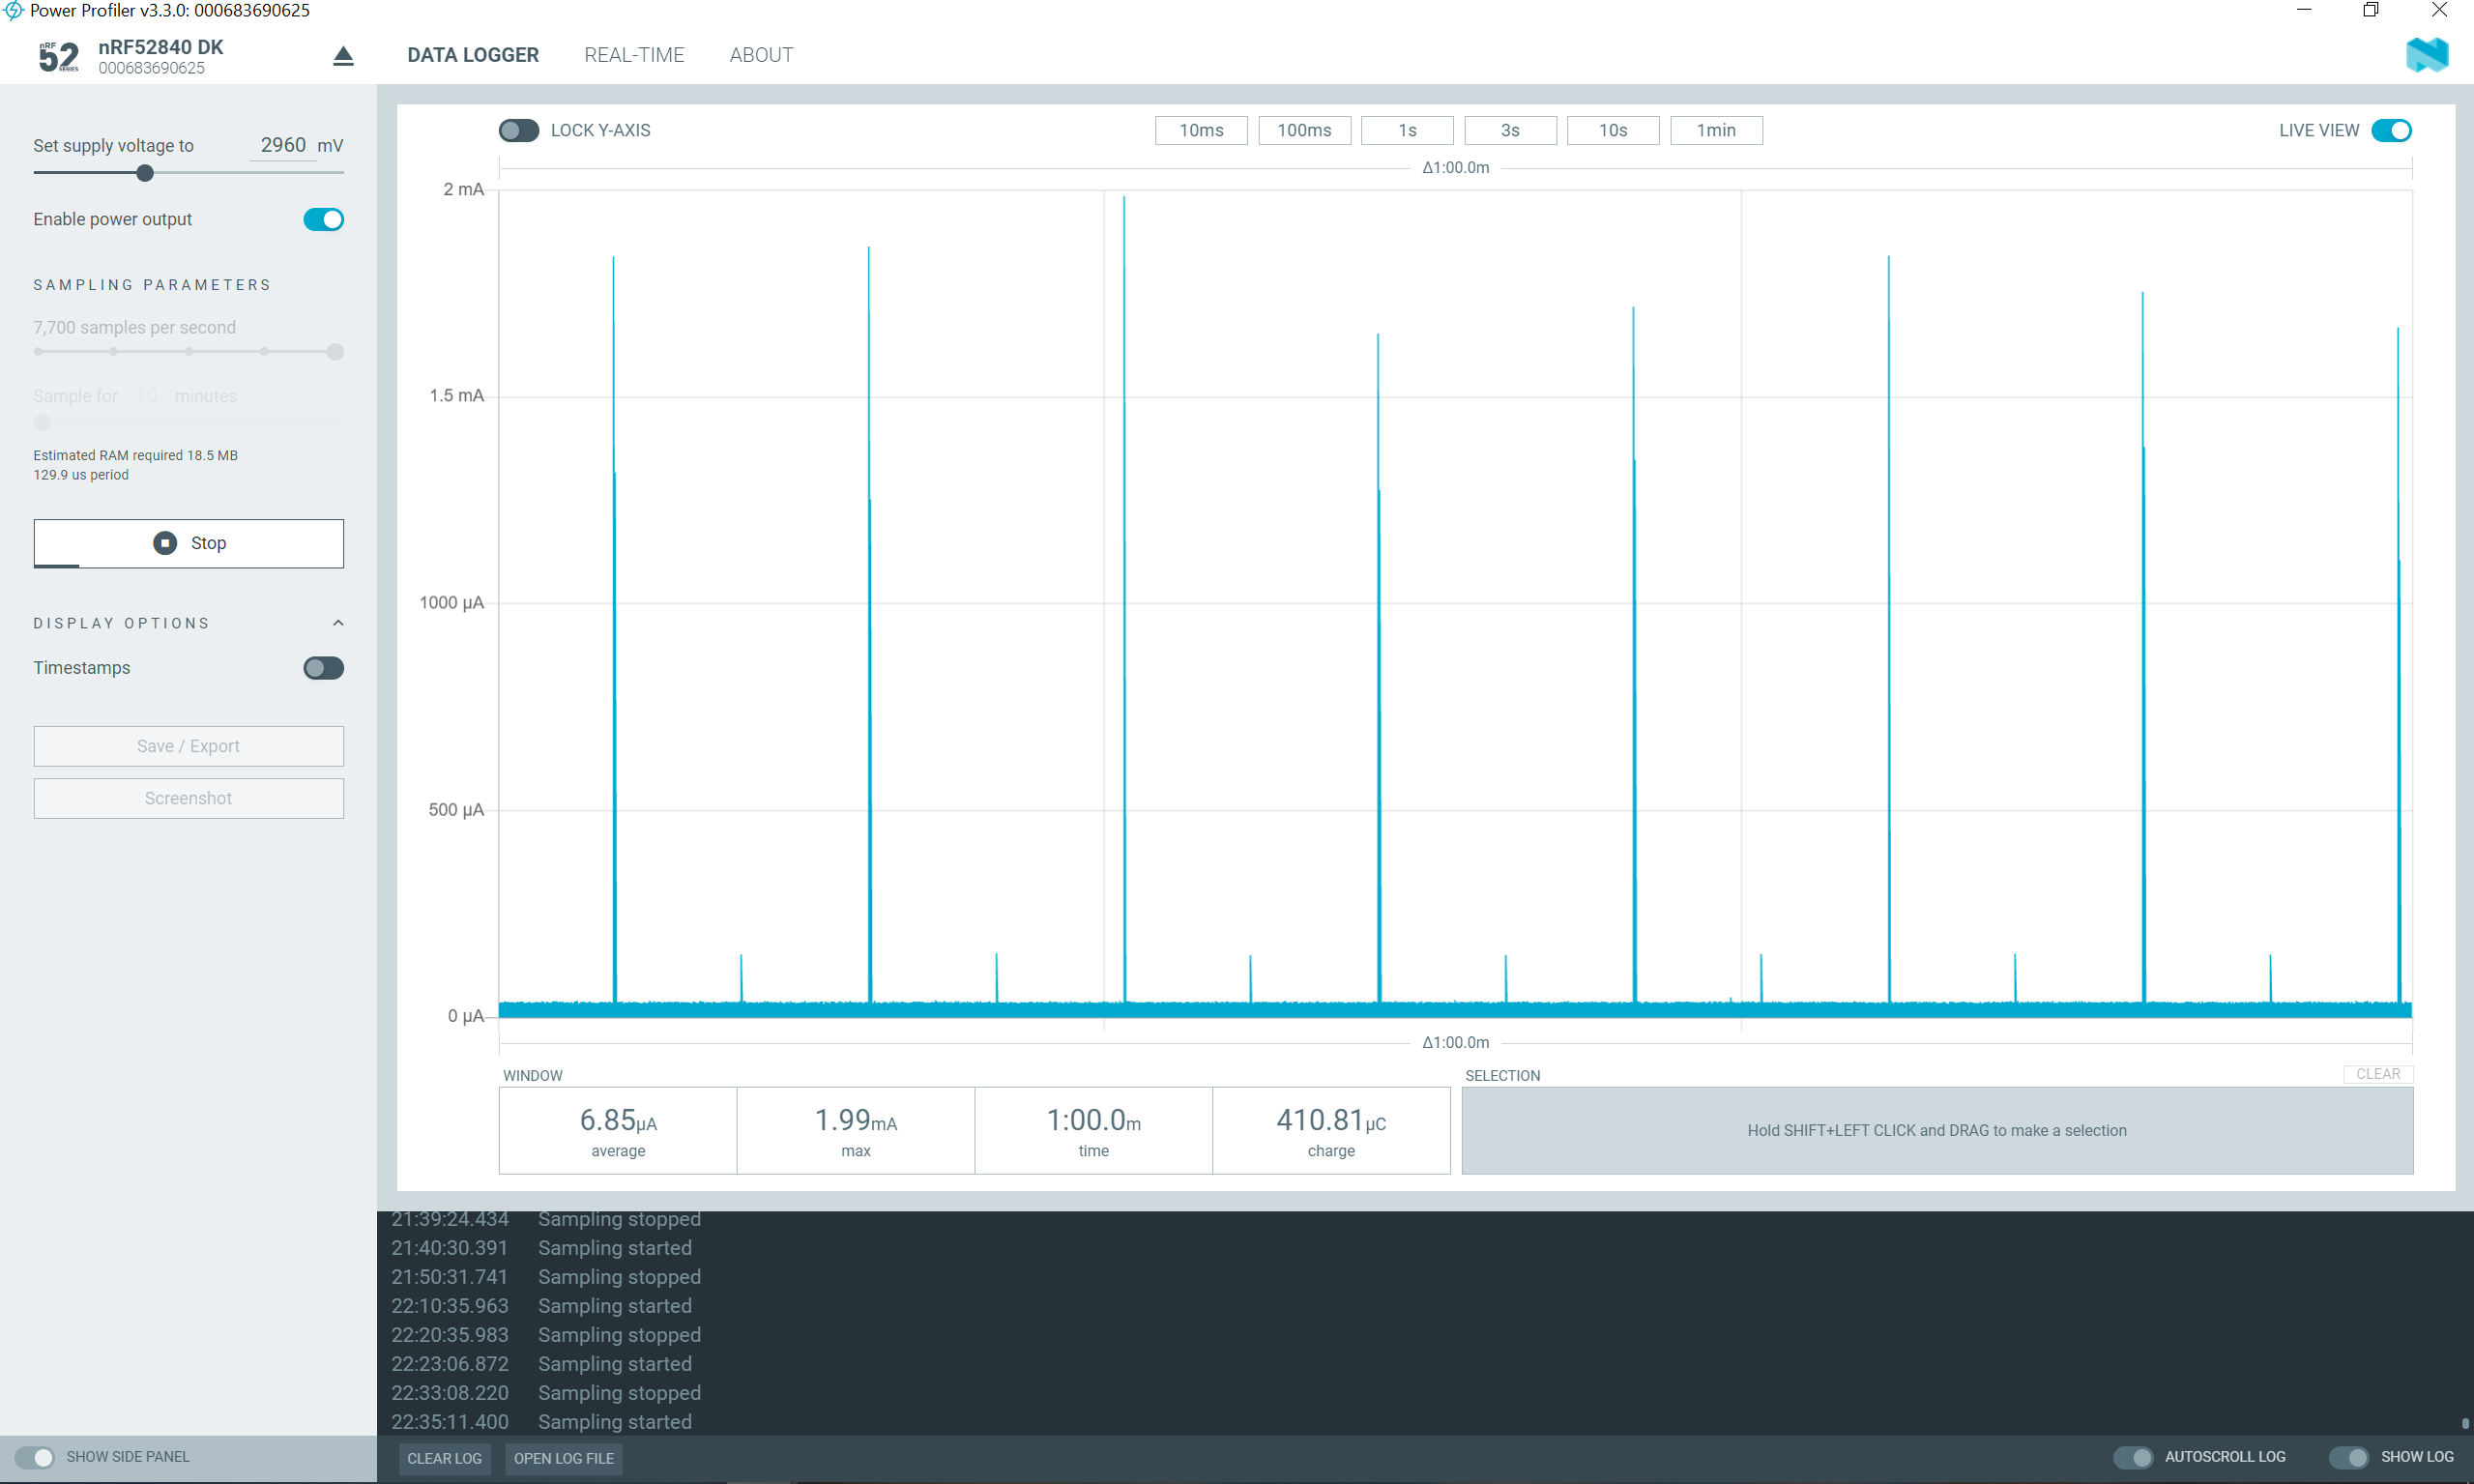 Power Profiler v3.3.0: 000683690625
nRF
52
SERIES
nRF52840 DK
000683690625
DATA LOGGER
REAL-TIME
ABOUT
Set supply voltage to 2960 mV
Enable power output
SAMPLING PARAMETERS
7,700 samples per second
Sample for 10 minutes
Estimated RAM required 18.5 MB
129.9 us period
Stop
DISPLAY OPTIONS
Timestamps
Save / Export
Screenshot
LOCK Y-AXIS
10ms
100ms
1s
3s
10s
1min
LIVE VIEW
Δ1:00.0m
2 mA
1.5 mA
1000 µA
500 µA
0 µA
Δ1:00.0m
WINDOW
6.85µA
average
1.99mA
max
1:00.0m
time
410.81µC
charge
SELECTION
CLEAR
Hold SHIFT+LEFT CLICK and DRAG to make a selection
21:39:24.434 Sampling stopped
21:40:30.391 Sampling started
21:50:31.741 Sampling stopped
22:10:35.963 Sampling started
22:20:35.983 Sampling stopped
22:23:06.872 Sampling started
22:33:08.220 Sampling stopped
22:35:11.400 Sampling started
SHOW SIDE PANEL
CLEAR LOG
OPEN LOG FILE
AUTOSCROLL LOG
SHOW LOG